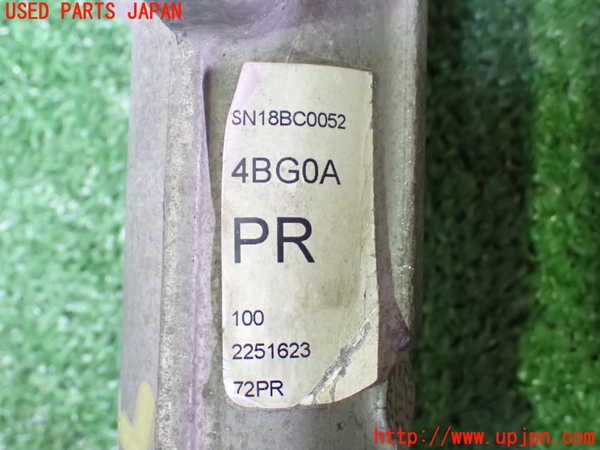 USED PARTS JAPAN
SN18BC0052
4BG0A
PR
100
2251623
72PR
http://www.upjpn.com